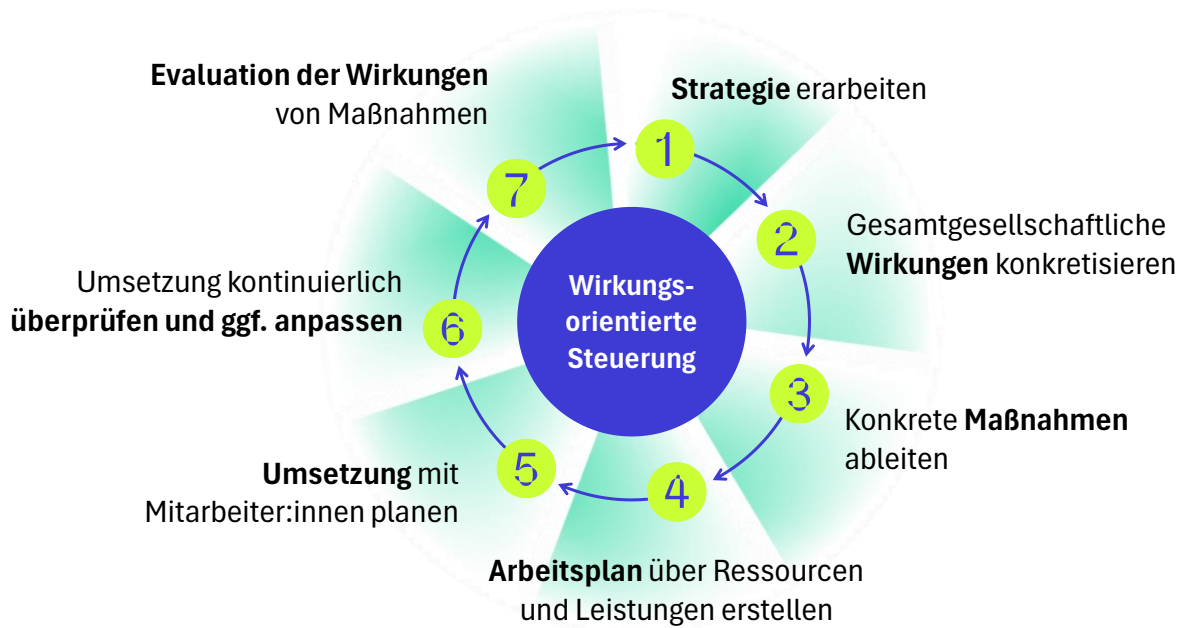 Wirkungs-
orientierte
Steuerung
1
Strategie erarbeiten
2
Gesamtgesellschaftliche
Wirkungen konkretisieren
3
Konkrete Maßnahmen
ableiten
4
Arbeitsplan über Ressourcen
und Leistungen erstellen
5
Umsetzung mit
Mitarbeiter:innen planen
6
Umsetzung kontinuierlich
überprüfen und ggf. anpassen
7
Evaluation der Wirkungen
von Maßnahmen